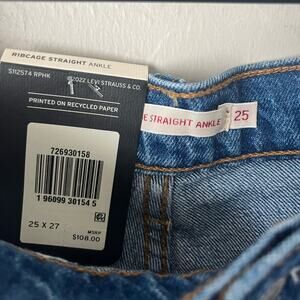 RIBCAGE STRAIGHT ANKLE
S112574 RPHK
©2022 LEVI STRAUSS & CO.
PRINTED ON RECYCLED PAPER
726930158
1 96099 30154 5
25 X 27
MSRP
$108.00
E STRAIGHT ANKLE
25